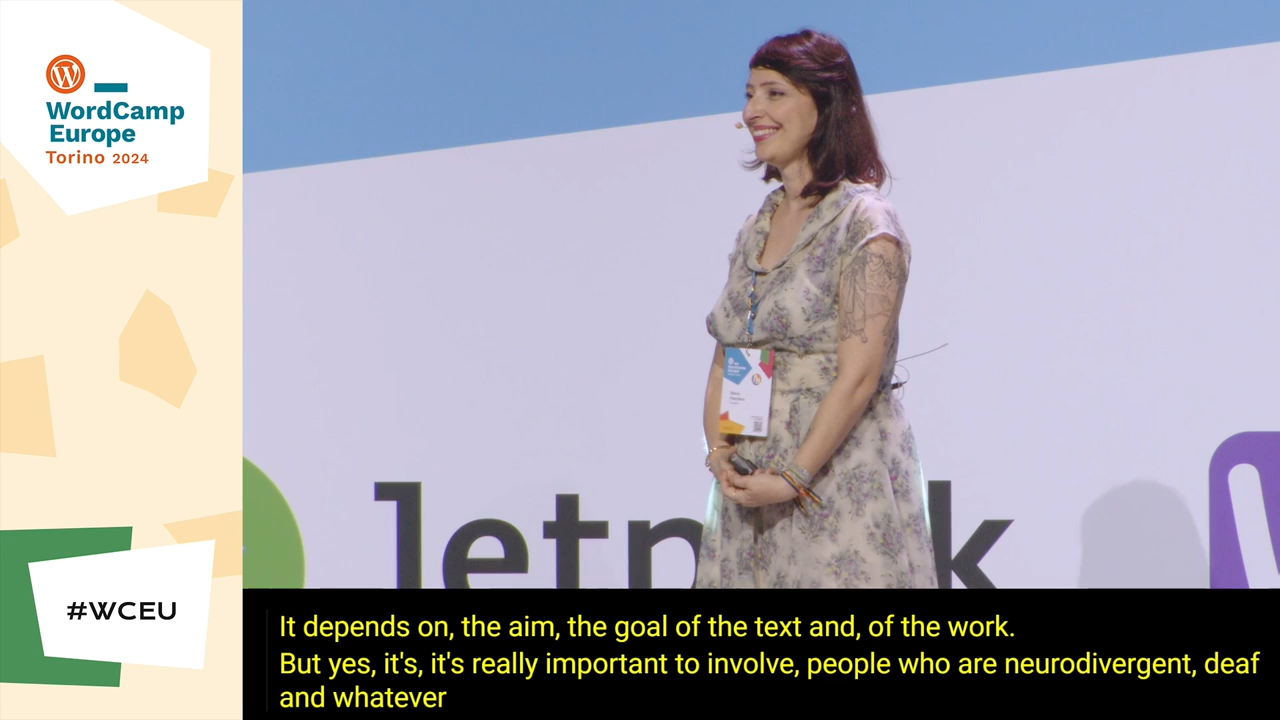 WordCamp
Europe
Torino 2024
Jetp k
#WCEU
It depends on, the aim, the goal of the text and, of the work.
But yes, it's, it's really important to involve, people who are neurodivergent, deaf
and whatever